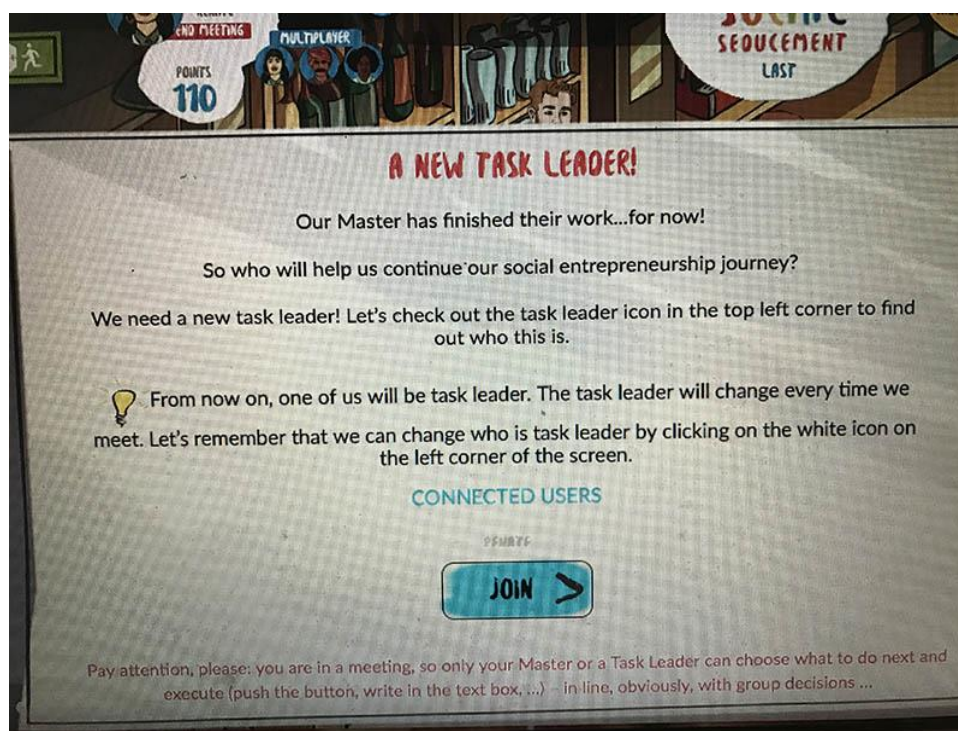 END MEETING
MULTIPLAYER
POINTS
110
SEDUCEMENT
LAST
A NEW TASK LEADER!
Our Master has finished their work...for now!
So who will help us continue our social entrepreneurship journey?
We need a new task leader! Let's check out the task leader icon in the top left corner to find
out who this is.
From now on, one of us will be task leader. The task leader will change every time we
meet. Let's remember that we can change who is task leader by clicking on the white icon on
the left corner of the screen.
CONNECTED USERS
JOIN >
Pay attention, please: you are in a meeting, so only your Master or a Task Leader can choose what to do next and
execute (push the button, write in the text box, ...) – in line, obviously, with group decisions ...